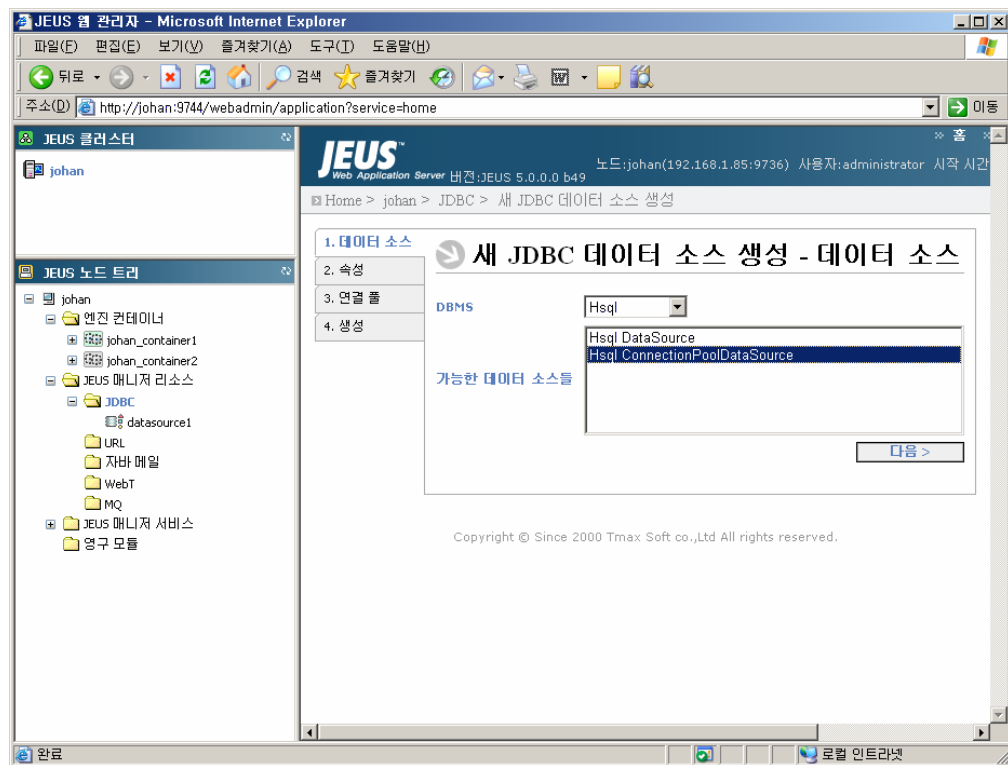 JEUS 웹 관리자 - Microsoft Internet Explorer
파일(F) 편집(E) 보기(V) 즐겨찾기(A) 도구(T) 도움말(H)
뒤로 검색 즐겨찾기
주소(D) http://johan:9744/webadmin/application?service=home 이동
JEUS 클러스터
johan
JEUS 노드 트리
johan
엔진 컨테이너
johan_container1
johan_container2
JEUS 매니저 리소스
JDBC
datasource1
URL
자바 메일
WebT
MQ
JEUS 매니저 서비스
영구 모듈
» 홈 »
JEUS™
Web Application Server 버전:JEUS 5.0.0.0 b49
노드:johan(192.168.1.85:9736) 사용자:administrator 시작 시간
Home > johan > JDBC > 새 JDBC 데이터 소스 생성
1. 데이터 소스
2. 속성
3. 연결 풀
4. 생성
새 JDBC 데이터 소스 생성 - 데이터 소스
DBMS Hsql
가능한 데이터 소스들
Hsql DataSource
Hsql ConnectionPoolDataSource
다음 >
Copyright © Since 2000 Tmax Soft co.,Ltd All rights reserved.
완료 로컬 인트라넷